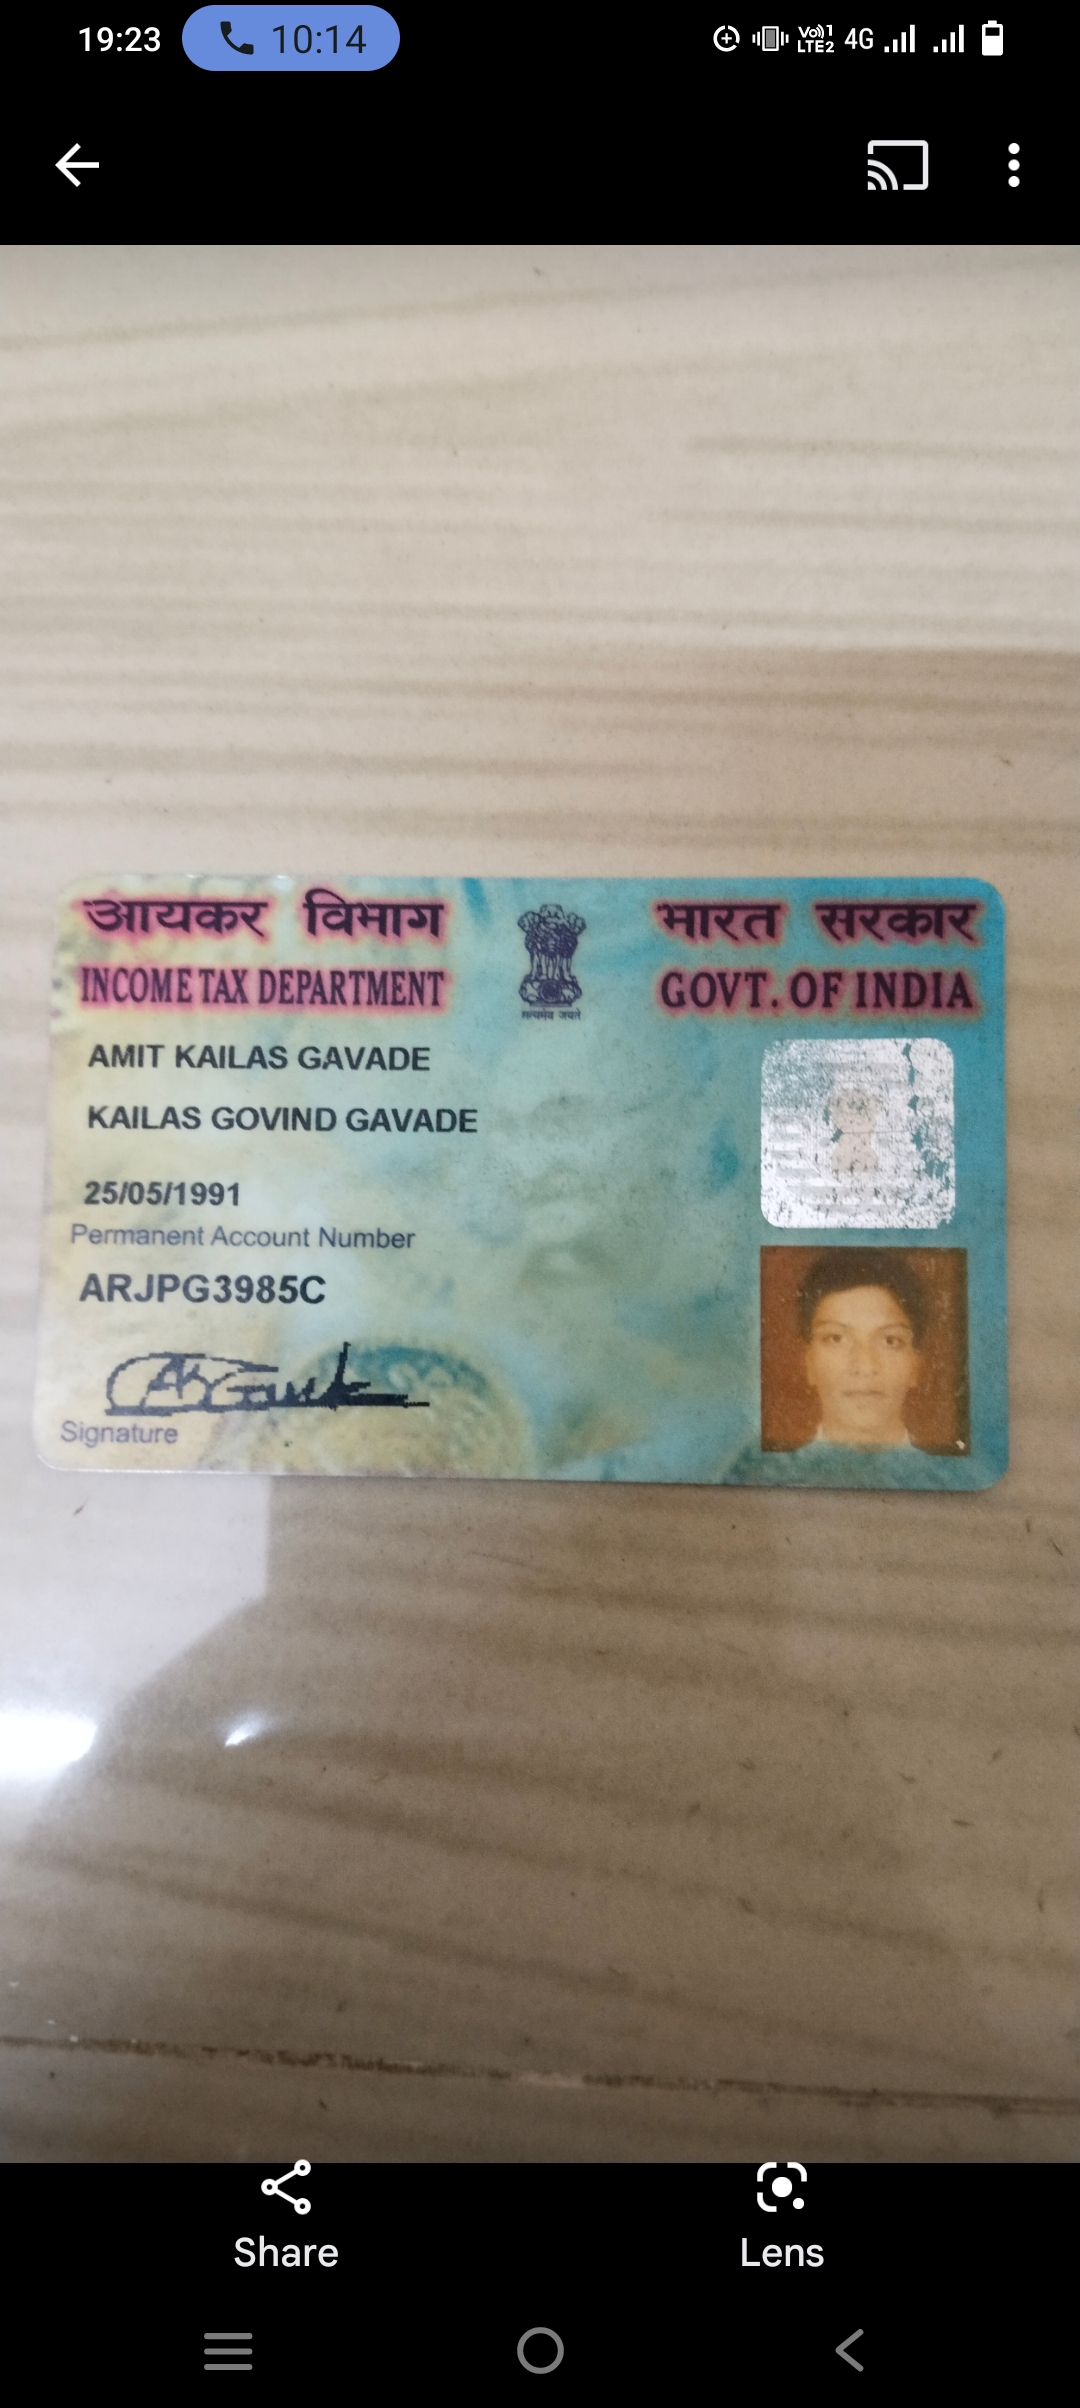 19:23 10:14 Vo)) 1 LTE2 4G
आयकर विभाग भारत सरकार
INCOME TAX DEPARTMENT GOVT. OF INDIA
सत्यमेव जयते
AMIT KAILAS GAVADE
KAILAS GOVIND GAVADE
25/05/1991
Permanent Account Number
ARJPG3985C
Signature
Share Lens